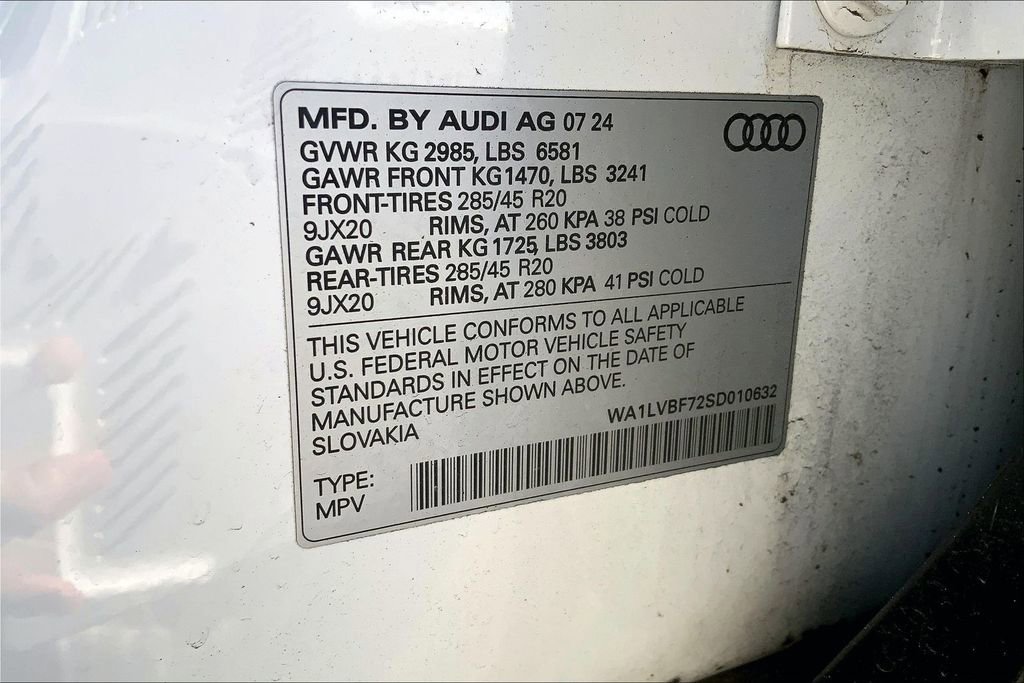 MFD. BY AUDI AG 07 24
GVWR KG 2985, LBS 6581
GAWR FRONT KG1470, LBS 3241
FRONT-TIRES 285/45 R20
9JX20 RIMS, AT 260 KPA 38 PSI COLD
GAWR REAR KG 1725, LBS 3803
REAR-TIRES 285/45 R20
9JX20 RIMS, AT 280 KPA 41 PSI COLD
THIS VEHICLE CONFORMS TO ALL APPLICABLE
U.S. FEDERAL MOTOR VEHICLE SAFETY
STANDARDS IN EFFECT ON THE DATE OF
MANUFACTURE SHOWN ABOVE.
SLOVAKIA
WA1LVBF72SD010632
TYPE:
MPV